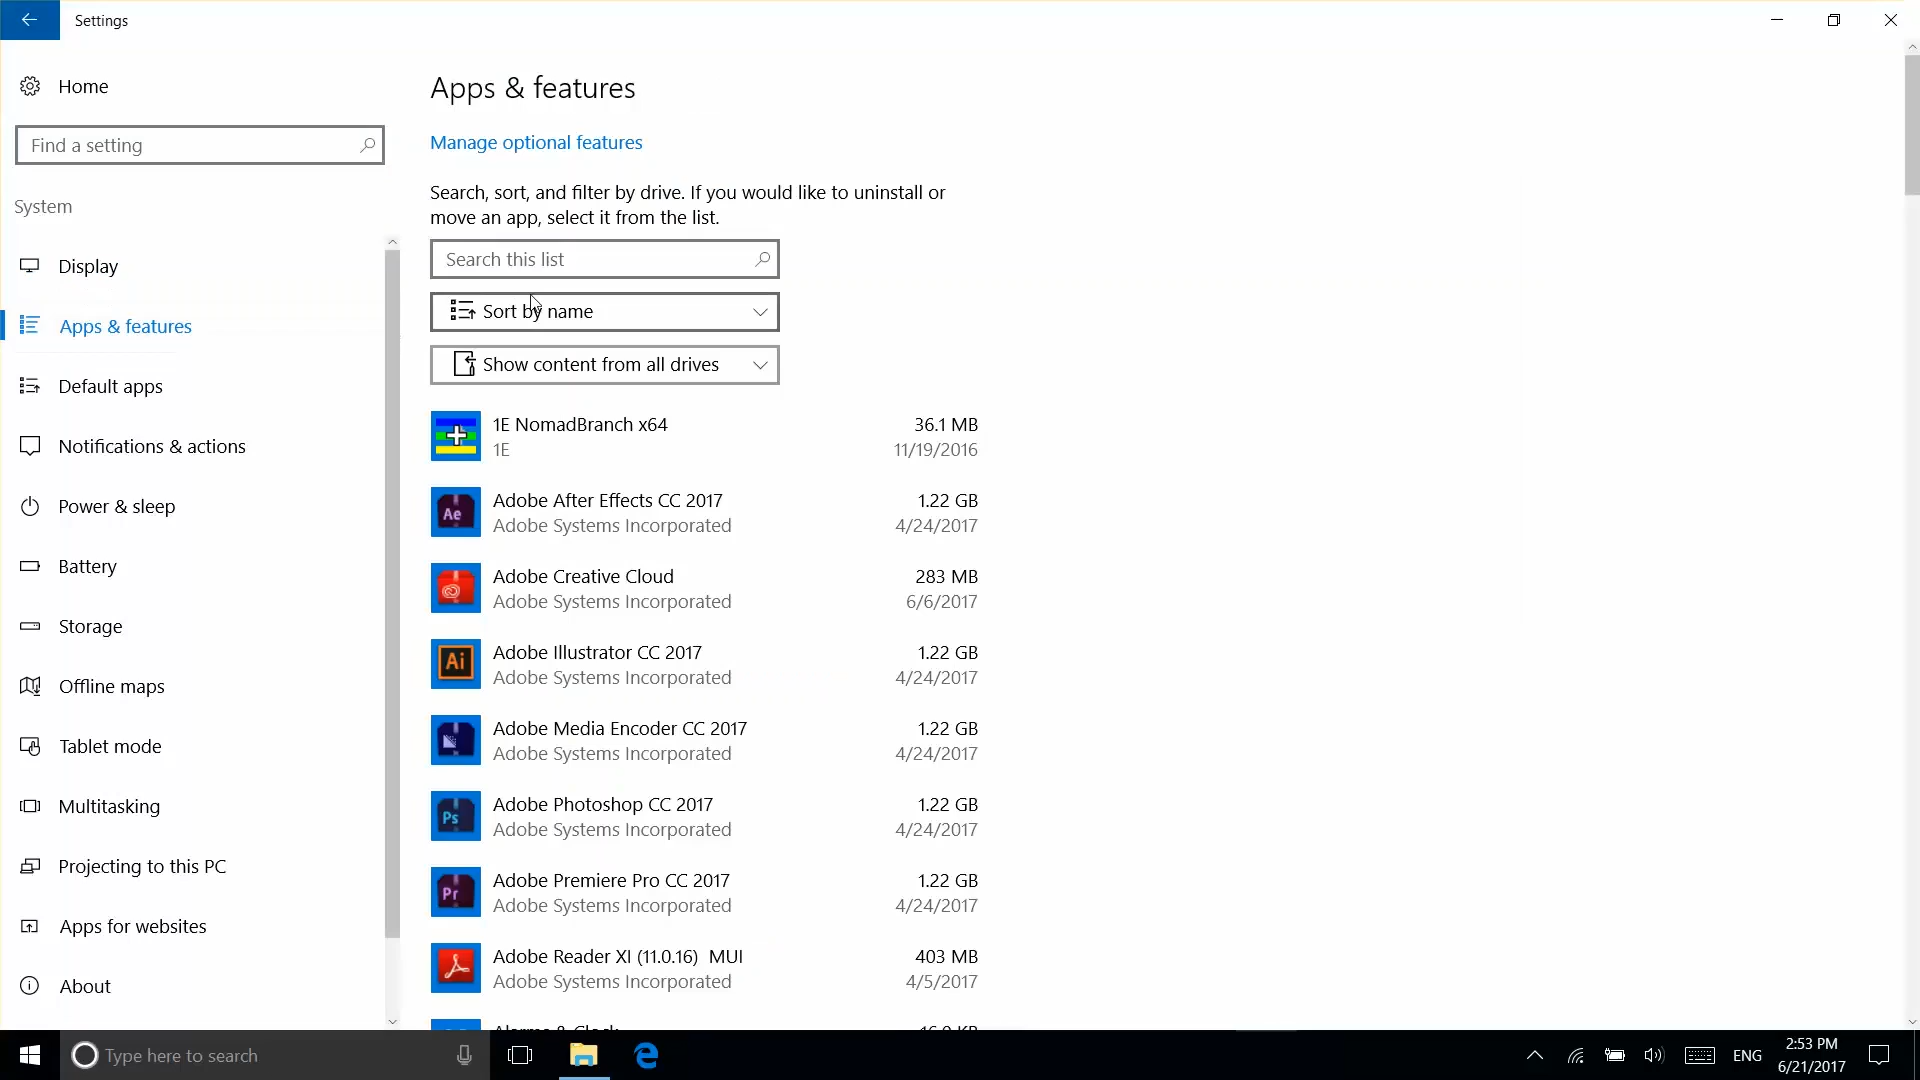 Settings
Home
Find a setting
System
Display
Apps & features
Default apps
Notifications & actions
Power & sleep
Battery
Storage
Offline maps
Tablet mode
Multitasking
Projecting to this PC
Apps for websites
About
Apps & features
Manage optional features
Search, sort, and filter by drive. If you would like to uninstall or
move an app, select it from the list.
Search this list
Sort by name
Show content from all drives
1E NomadBranch x64 36.1 MB
1E 11/19/2016
Ae
Adobe After Effects CC 2017 1.22 GB
Adobe Systems Incorporated 4/24/2017
Adobe Creative Cloud 283 MB
Adobe Systems Incorporated 6/6/2017
Ai
Adobe Illustrator CC 2017 1.22 GB
Adobe Systems Incorporated 4/24/2017
Adobe Media Encoder CC 2017 1.22 GB
Adobe Systems Incorporated 4/24/2017
Ps
Adobe Photoshop CC 2017 1.22 GB
Adobe Systems Incorporated 4/24/2017
Pr
Adobe Premiere Pro CC 2017 1.22 GB
Adobe Systems Incorporated 4/24/2017
Adobe Reader XI (11.0.16) MUI 403 MB
Adobe Systems Incorporated 4/5/2017
Alarms & Clock 16.0 KB
Type here to search
ENG
2:53 PM
6/21/2017